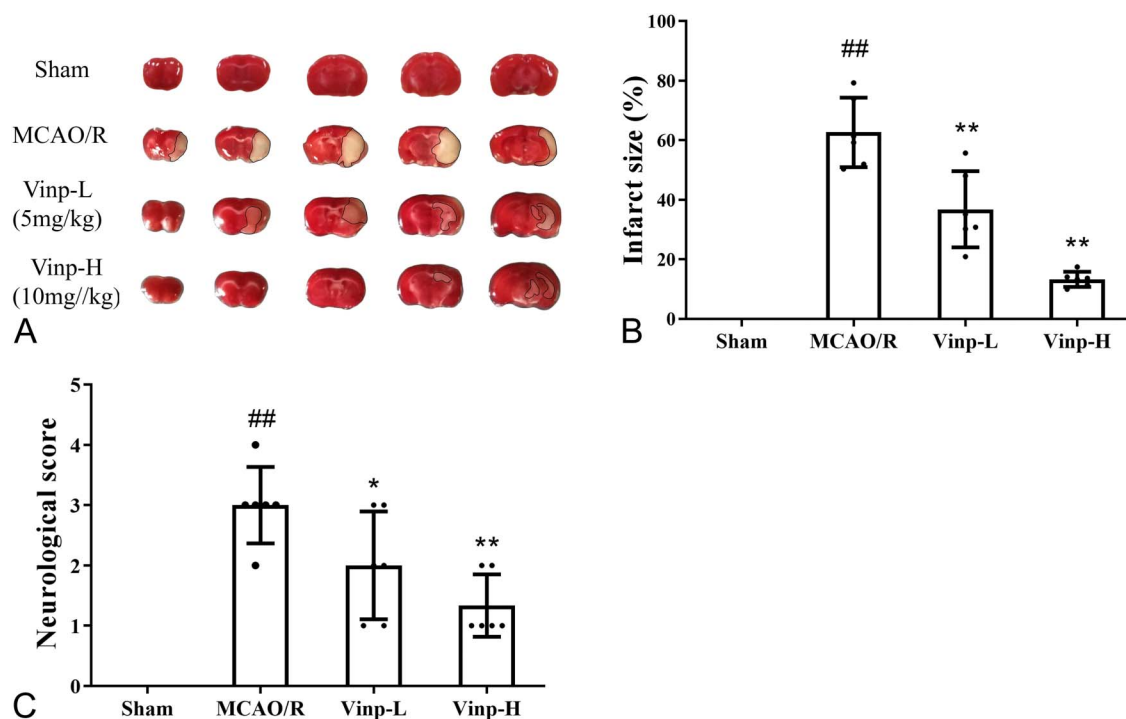 Sham
MCAO/R
Vinp-L
(5mg/kg)
Vinp-H
(10mg//kg)
A
Infarct size (%)
100
80
60
40
20
0
##
**
**
Sham MCAO/R Vinp-L Vinp-H
B
Neurological score
5
4
3
2
1
0
##
*
**
Sham MCAO/R Vinp-L Vinp-H
C